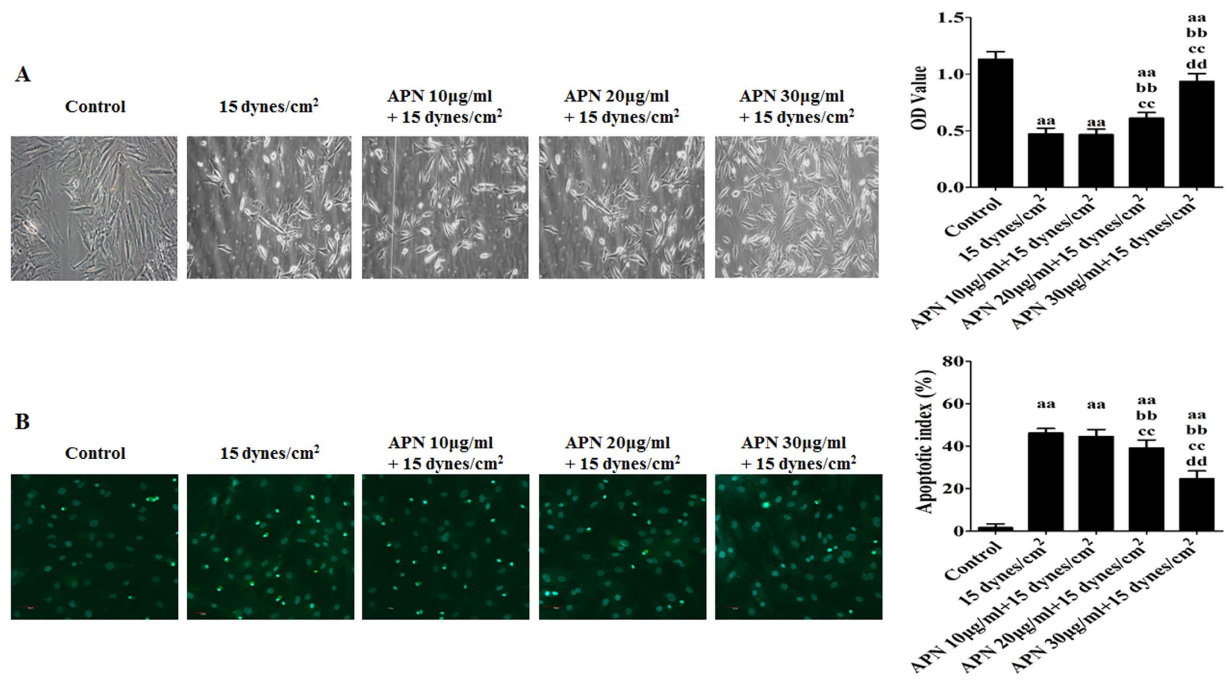 A
Control
15 dynes/cm²
APN 10µg/ml
+ 15 dynes/cm²
APN 20µg/ml
+ 15 dynes/cm²
APN 30µg/ml
+ 15 dynes/cm²
OD Value
1.5
1.0
0.5
0.0
aa
aa
aa
bb
cc
aa
bb
cc
dd
Control
15 dynes/cm²
APN 10µg/ml+15 dynes/cm²
APN 20µg/ml+15 dynes/cm²
APN 30µg/ml+15 dynes/cm²
B
Control
15 dynes/cm²
APN 10µg/ml
+ 15 dynes/cm²
APN 20µg/ml
+ 15 dynes/cm²
APN 30µg/ml
+ 15 dynes/cm²
Apoptotic index (%)
80
60
40
20
0
aa
aa
aa
bb
cc
aa
bb
cc
dd
Control
15 dynes/cm²
APN 10µg/ml+15 dynes/cm²
APN 20µg/ml+15 dynes/cm²
APN 30µg/ml+15 dynes/cm²